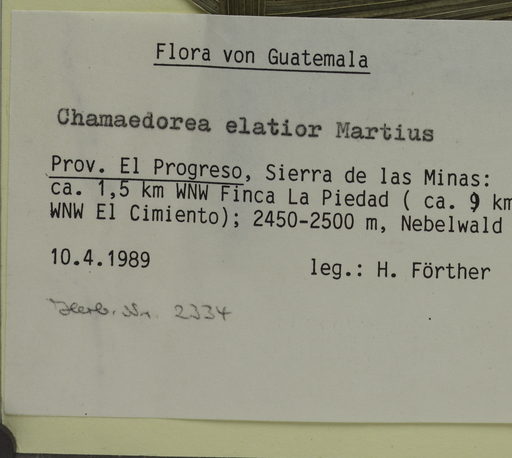 Flora von Guatemala
Chamaedorea elatior Martius
Prov. El Progreso, Sierra de las Minas:
ca. 1,5 km WNW Finca La Piedad ( ca. 9 km
WNW El Cimiento); 2450-2500 m, Nebelwald
10.4.1989 leg.: H. Förther
Herb. Nr. 2334